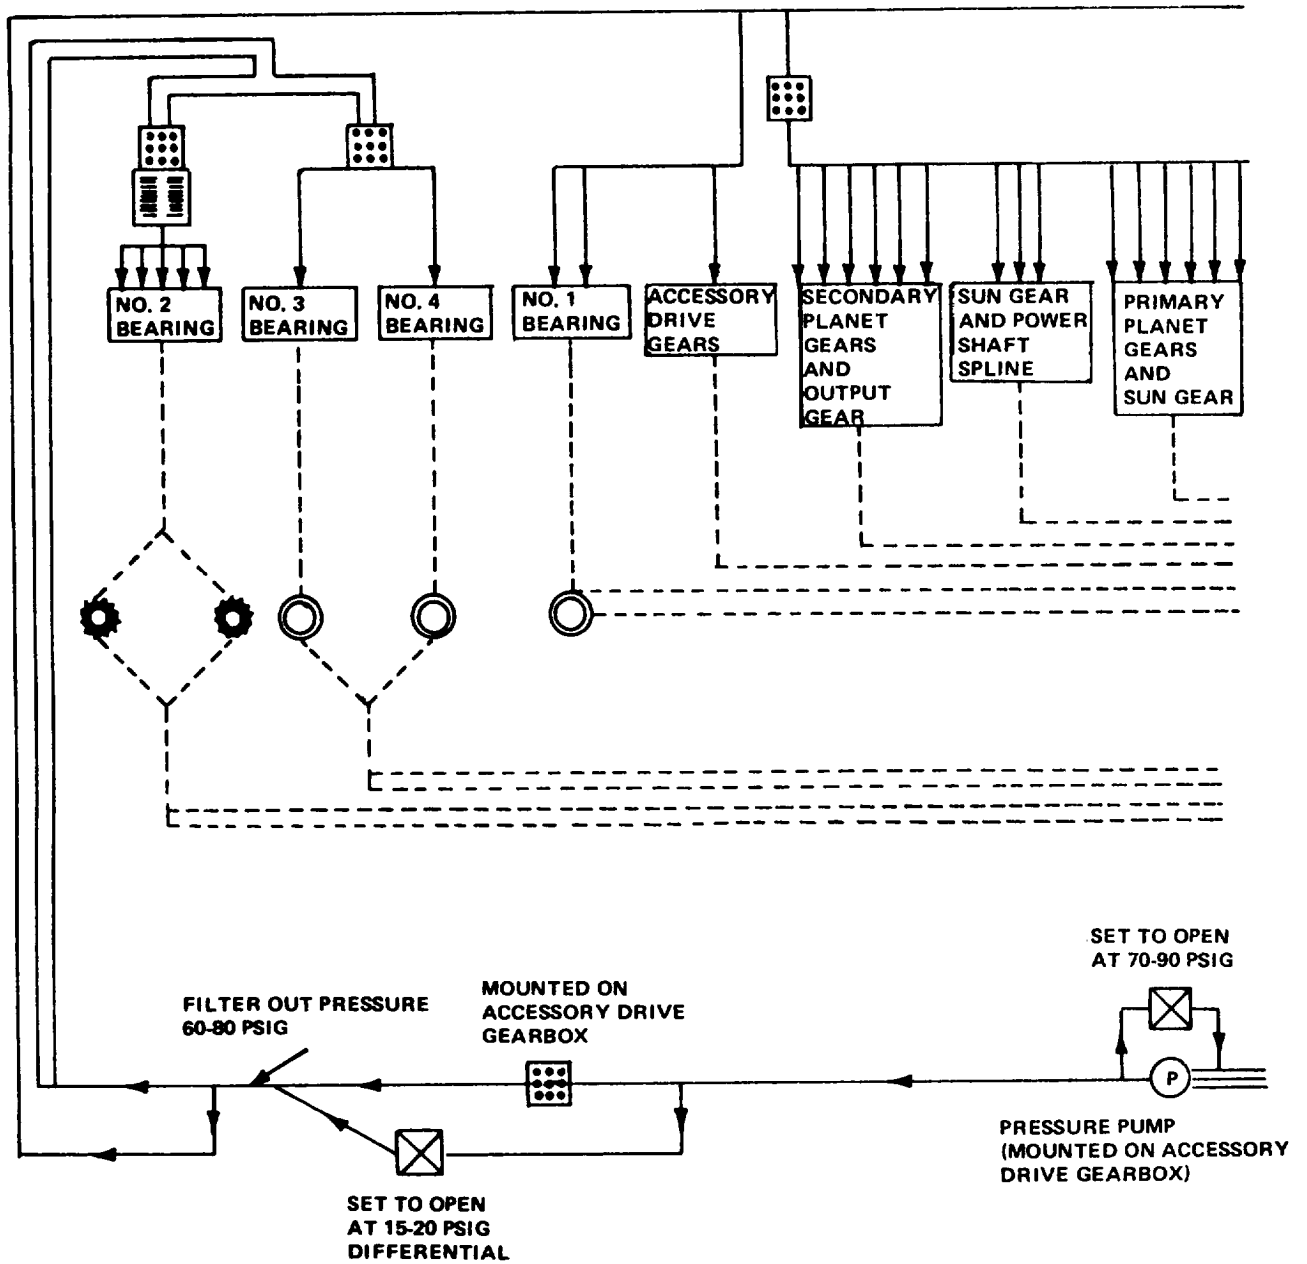 NO. 2
BEARING
NO. 3
BEARING
NO. 4
BEARING
NO. 1
BEARING
ACCESSORY
DRIVE
GEARS
SECONDARY
PLANET
GEARS
AND
OUTPUT
GEAR
SUN GEAR
AND POWER
SHAFT
SPLINE
PRIMARY
PLANET
GEARS
AND
SUN GEAR
SET TO OPEN
AT 70-90 PSIG
FILTER OUT PRESSURE
60-80 PSIG
MOUNTED ON
ACCESSORY DRIVE
GEARBOX
P
PRESSURE PUMP
(MOUNTED ON ACCESSORY
DRIVE GEARBOX)
SET TO OPEN
AT 15-20 PSIG
DIFFERENTIAL